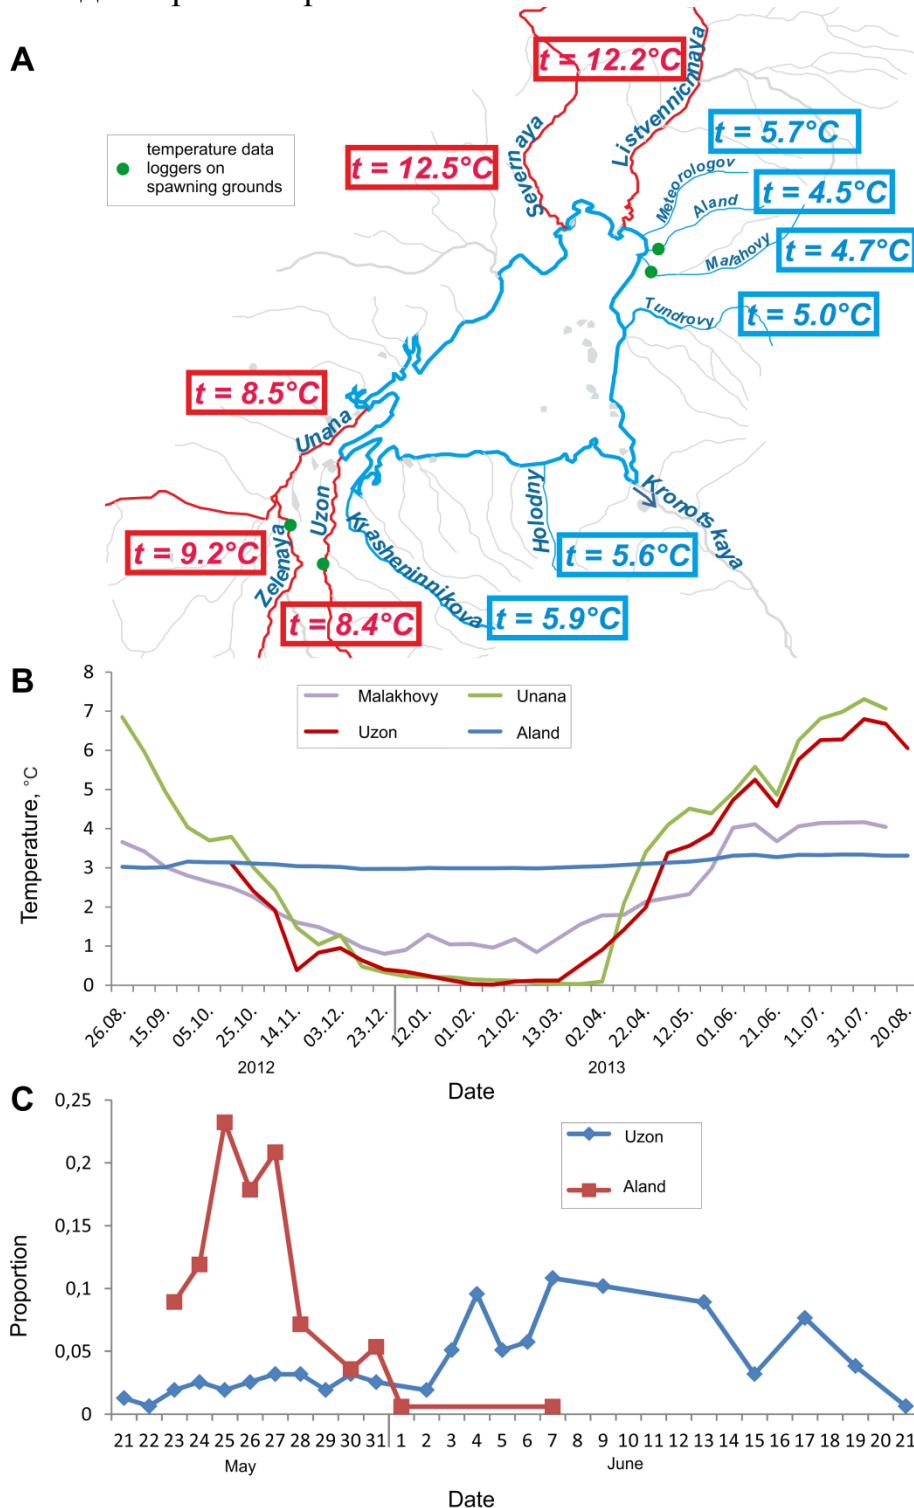 A
t = 12.2°C
Listvennichnaya
Severnaya
temperature data
loggers on
spawning grounds
t = 5.7°C
t = 12.5°C
Meteorologov
Aland
t = 4.5°C
Malahovy
t = 4.7°C
Tundrovy
t = 5.0°C
t = 8.5°C
Unana
Uzon
Zelenaya
Krasheninnikova
Holodny
Kronotskaya
t = 9.2°C
t = 5.6°C
t = 8.4°C
t = 5.9°C
B
Malakhovy
Unana
Uzon
Aland
Temperature, °C
8
7
6
5
4
3
2
1
0
26.08.
15.09.
05.10.
25.10.
14.11.
03.12.
23.12.
12.01.
01.02.
21.02.
13.03.
02.04.
22.04.
12.05.
01.06.
21.06.
11.07.
31.07.
20.08.
2012
2013
Date
C
Uzon
Aland
Proportion
0,25
0,2
0,15
0,1
0,05
0
21 22 23 24 25 26 27 28 29 30 31 1 2 3 4 5 6 7 8 9 10 11 12 13 14 15 16 17 18 19 20 21
May
June
Date